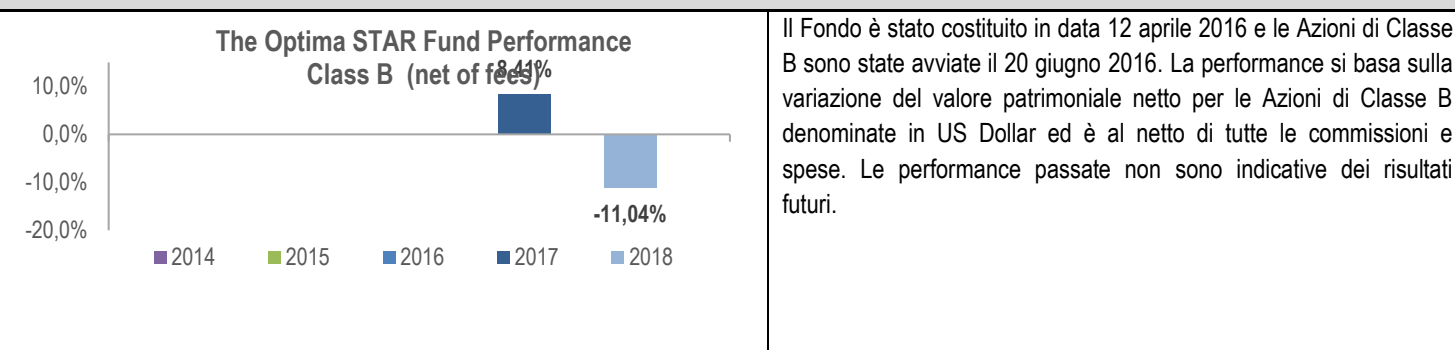 The Optima STAR Fund Performance
Class B (net of fees)
8,41%
10,0%
0,0%
-10,0%
-20,0%
-11,04%
2014 2015 2016 2017 2018
Il Fondo è stato costituito in data 12 aprile 2016 e le Azioni di Classe
B sono state avviate il 20 giugno 2016. La performance si basa sulla
variazione del valore patrimoniale netto per le Azioni di Classe B
denominate in US Dollar ed è al netto di tutte le commissioni e
spese. Le performance passate non sono indicative dei risultati
futuri.